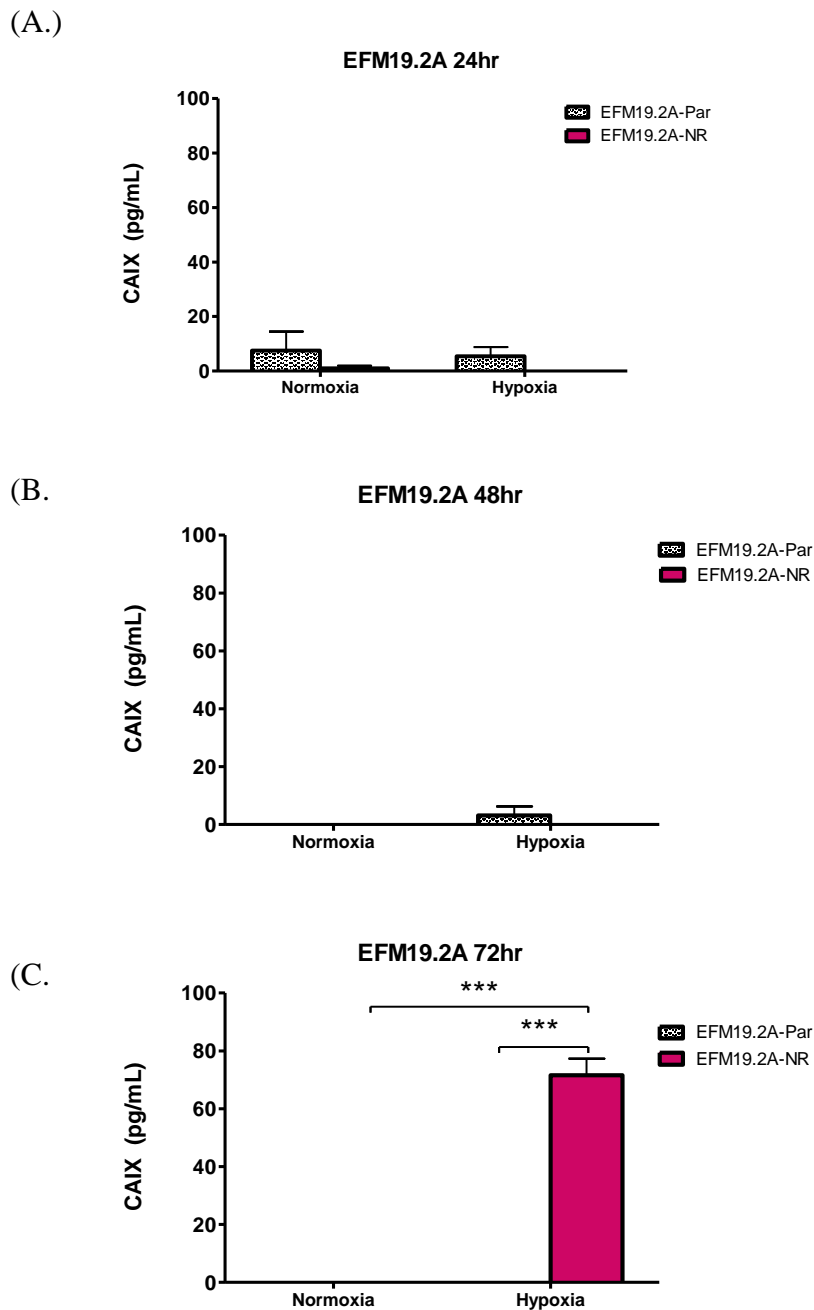 (A.)
EFM19.2A 24hr
100
80
60
40
20
0
CAIX (pg/mL)
EFM19.2A-Par
EFM19.2A-NR
Normoxia Hypoxia
(B.
EFM19.2A 48hr
100
80
60
40
20
0
CAIX (pg/mL)
EFM19.2A-Par
EFM19.2A-NR
Normoxia Hypoxia
(C.
EFM19.2A 72hr
100
80
60
40
20
0
CAIX (pg/mL)
***
***
EFM19.2A-Par
EFM19.2A-NR
Normoxia Hypoxia